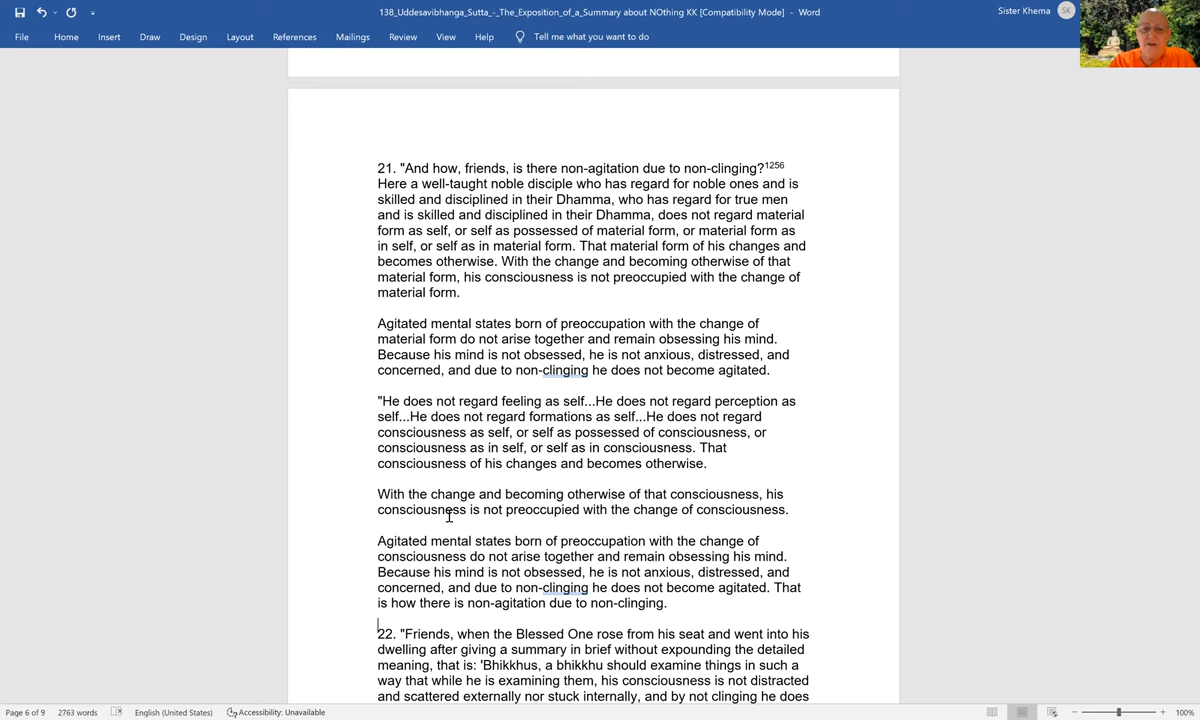 138_Uddesavibhanga_Sutta_-_The_Exposition_of_a_Summary about NOthing KK [Compatibility Mode] - Word
Sister Khema
SK
File Home Insert Draw Design Layout References Mailings Review View Help Tell me what you want to do
21. "And how, friends, is there non-agitation due to non-clinging?1256
Here a well-taught noble disciple who has regard for noble ones and is
skilled and disciplined in their Dhamma, who has regard for true men
and is skilled and disciplined in their Dhamma, does not regard material
form as self, or self as possessed of material form, or material form as
in self, or self as in material form. That material form of his changes and
becomes otherwise. With the change and becoming otherwise of that
material form, his consciousness is not preoccupied with the change of
material form.
Agitated mental states born of preoccupation with the change of
material form do not arise together and remain obsessing his mind.
Because his mind is not obsessed, he is not anxious, distressed, and
concerned, and due to non-clinging he does not become agitated.
"He does not regard feeling as self...He does not regard perception as
self...He does not regard formations as self...He does not regard
consciousness as self, or self as possessed of consciousness, or
consciousness as in self, or self as in consciousness. That
consciousness of his changes and becomes otherwise.
With the change and becoming otherwise of that consciousness, his
consciousness is not preoccupied with the change of consciousness.
Agitated mental states born of preoccupation with the change of
consciousness do not arise together and remain obsessing his mind.
Because his mind is not obsessed, he is not anxious, distressed, and
concerned, and due to non-clinging he does not become agitated. That
is how there is non-agitation due to non-clinging.
22. "Friends, when the Blessed One rose from his seat and went into his
dwelling after giving a summary in brief without expounding the detailed
meaning, that is: 'Bhikkhus, a bhikkhu should examine things in such a
way that while he is examining them, his consciousness is not distracted
and scattered externally nor stuck internally, and by not clinging he does
Page 6 of 9 2763 words English (United States) Accessibility: Unavailable 100%